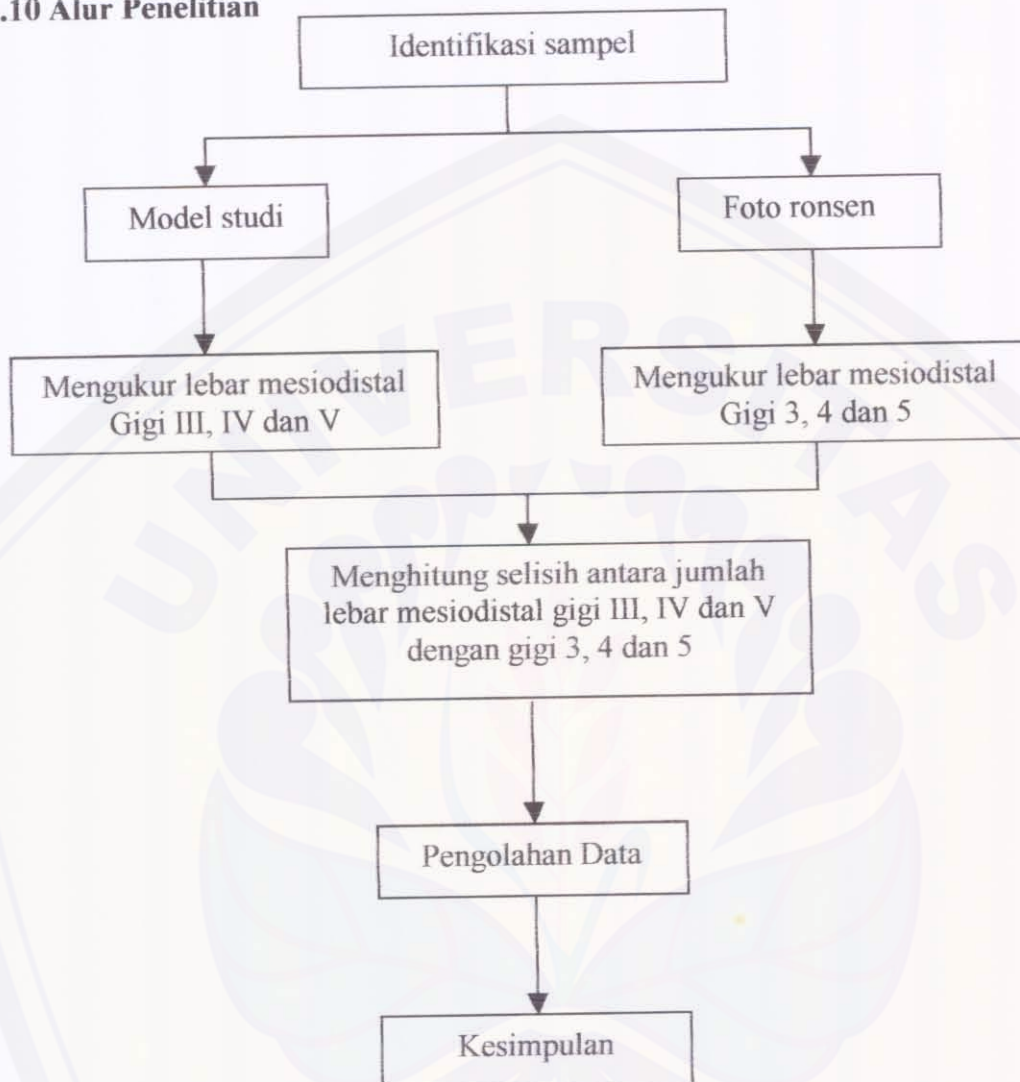 .10 Alur Penelitian
Identifikasi sampel
Model studi
Foto ronsen
Mengukur lebar mesiodistal
Gigi III, IV dan V
Mengukur lebar mesiodistal
Gigi 3, 4 dan 5
Menghitung selisih antara jumlah
lebar mesiodistal gigi III, IV dan V
dengan gigi 3, 4 dan 5
Pengolahan Data
Kesimpulan
UNIVERSITAS